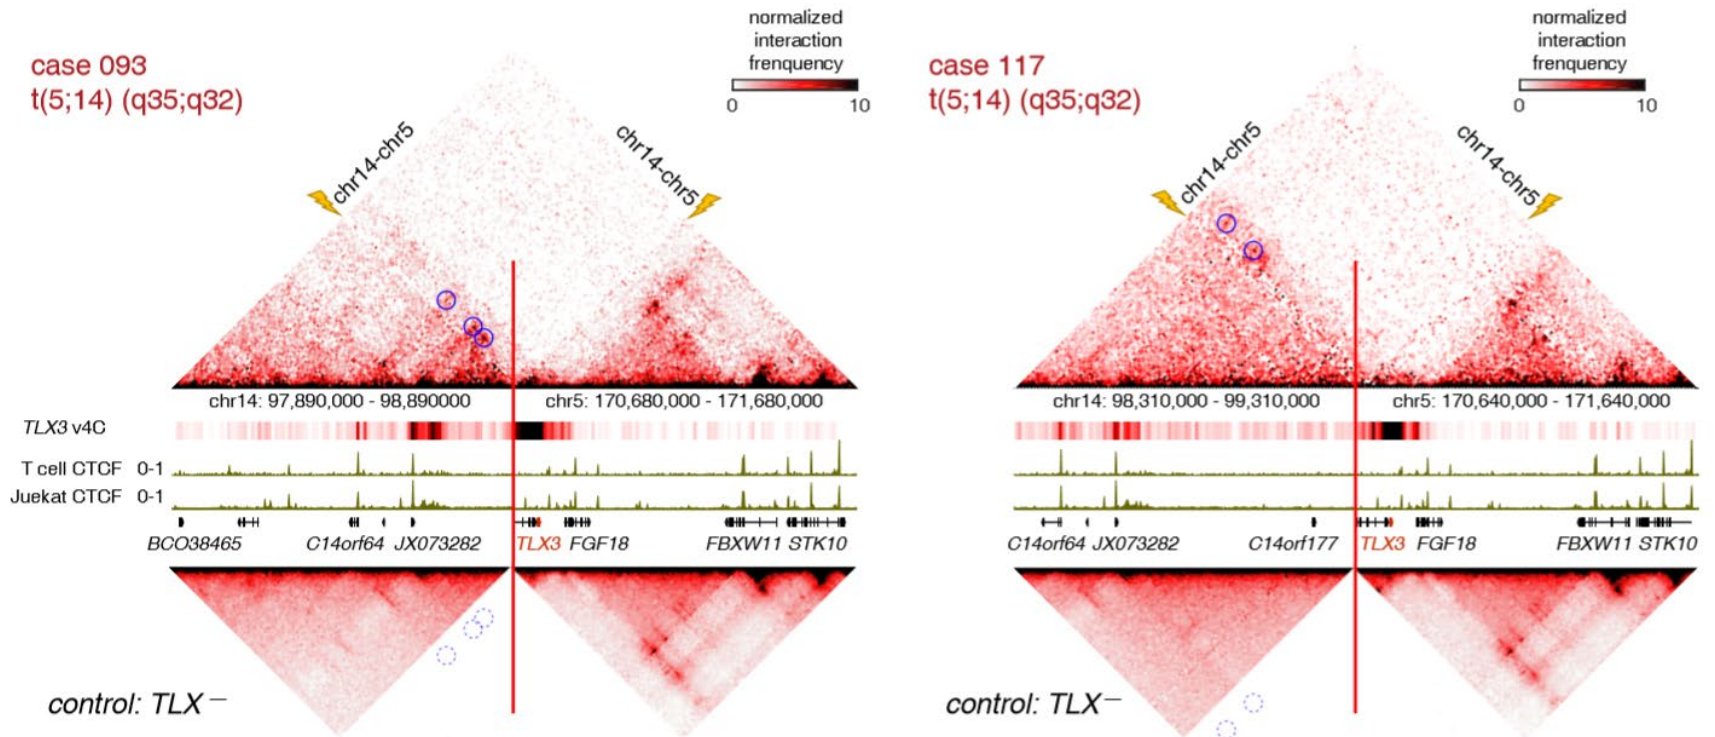 case 093
t(5;14) (q35;q32)
normalized
interaction
frenquency
0 10
chr14-chr5
chr14-chr5
chr14: 97,890,000 - 98,890000
chr5: 170,680,000 - 171,680,000
TLX3 v4C
T cell CTCF 0-1
Juekat CTCF 0-1
BCO38465 C14orf64 JX073282 TLX3 FGF18 FBXW11 STK10
control: TLX —
case 117
t(5;14) (q35;q32)
normalized
interaction
frenquency
0 10
chr14-chr5
chr14-chr5
chr14: 98,310,000 - 99,310,000
chr5: 170,640,000 - 171,640,000
C14orf64 JX073282 C14orf177 TLX3 FGF18 FBXW11 STK10
control: TLX —